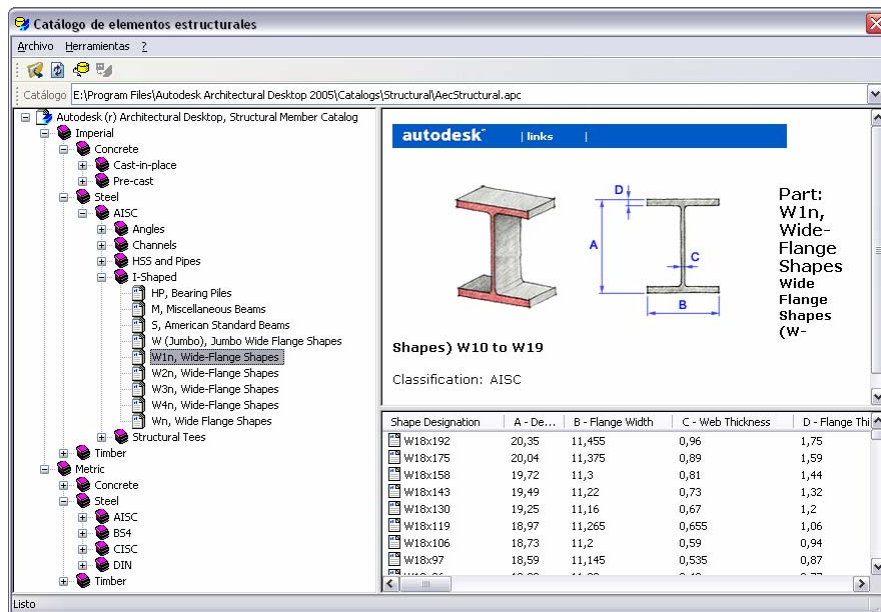 Catálogo de elementos estructurales
Archivo Herramientas ?
Catálogo E:\Program Files\Autodesk Architectural Desktop 2005\Catalogs\Structural\AecStructural.apc
Autodesk (r) Architectural Desktop, Structural Member Catalog
Imperial
Concrete
Cast-in-place
Pre-cast
Steel
AISC
Angles
Channels
HSS and Pipes
I-Shaped
HP, Bearing Piles
M, Miscellaneous Beams
S, American Standard Beams
W (Jumbo), Jumbo Wide Flange Shapes
W1n, Wide-Flange Shapes
W2n, Wide-Flange Shapes
W3n, Wide-Flange Shapes
W4n, Wide-Flange Shapes
Wn, Wide Flange Shapes
Structural Tees
Timber
Metric
Concrete
Steel
AISC
BS4
CISC
DIN
Timber
autodesk | links |
D
A
C
B
Part:
W1n,
Wide-
Flange
Shapes
Wide
Flange
Shapes
(W-
Shapes) W10 to W19
Classification: AISC
Shape Designation A - De... B - Flange Width C - Web Thickness D - Flange Thi
W18x192 20,35 11,455 0,96 1,75
W18x175 20,04 11,375 0,89 1,59
W18x158 19,72 11,3 0,81 1,44
W18x143 19,49 11,22 0,73 1,32
W18x130 19,25 11,16 0,67 1,2
W18x119 18,97 11,265 0,655 1,06
W18x106 18,73 11,2 0,59 0,94
W18x97 18,59 11,145 0,535 0,87
Listo